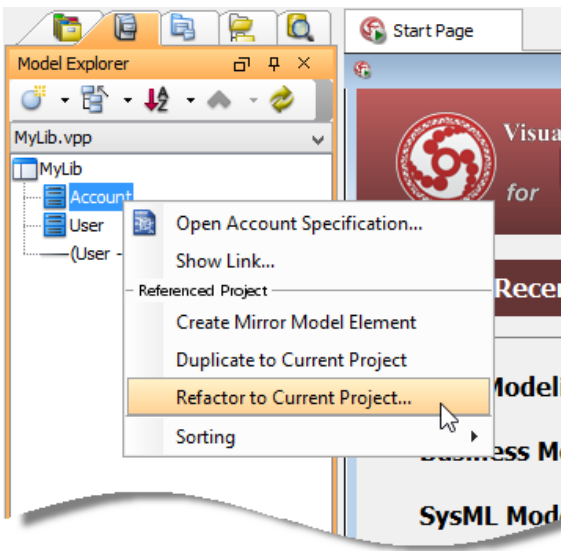 Start Page
Model Explorer
MyLib.vpp
MyLib
Account
User
(User -
Open Account Specification...
Show Link...
Referenced Project
Create Mirror Model Element
Duplicate to Current Project
Refactor to Current Project...
Sorting
Visua
for
Recen
Modeli
Business Mo
SysML Mode